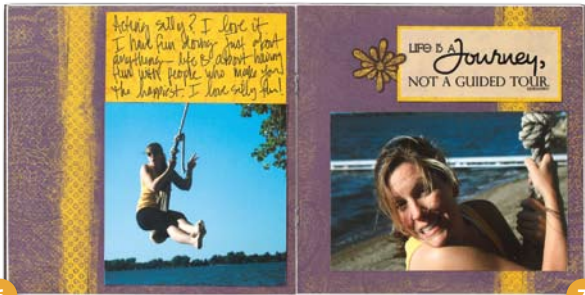 Acting silly? I love it
I have fun doing just about
anything - life is about having
fun with people who make you
the happiest. I love silly fun!
LIFE IS A Journey,
NOT A GUIDED TOUR.